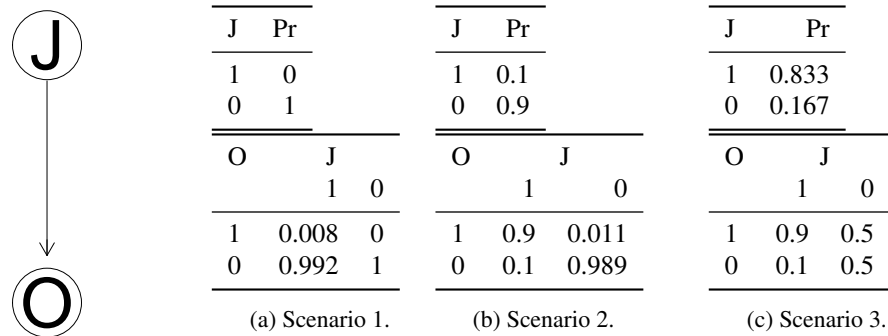 J
O
J Pr
1 0
0 1
O J
1 0
1 0.008 0
0 0.992 1
(a) Scenario 1.
J Pr
1 0.1
0 0.9
O J
1 0
1 0.9 0.011
0 0.1 0.989
(b) Scenario 2.
J Pr
1 0.833
0 0.167
O J
1 0
1 0.9 0.5
0 0.1 0.5
(c) Scenario 3.